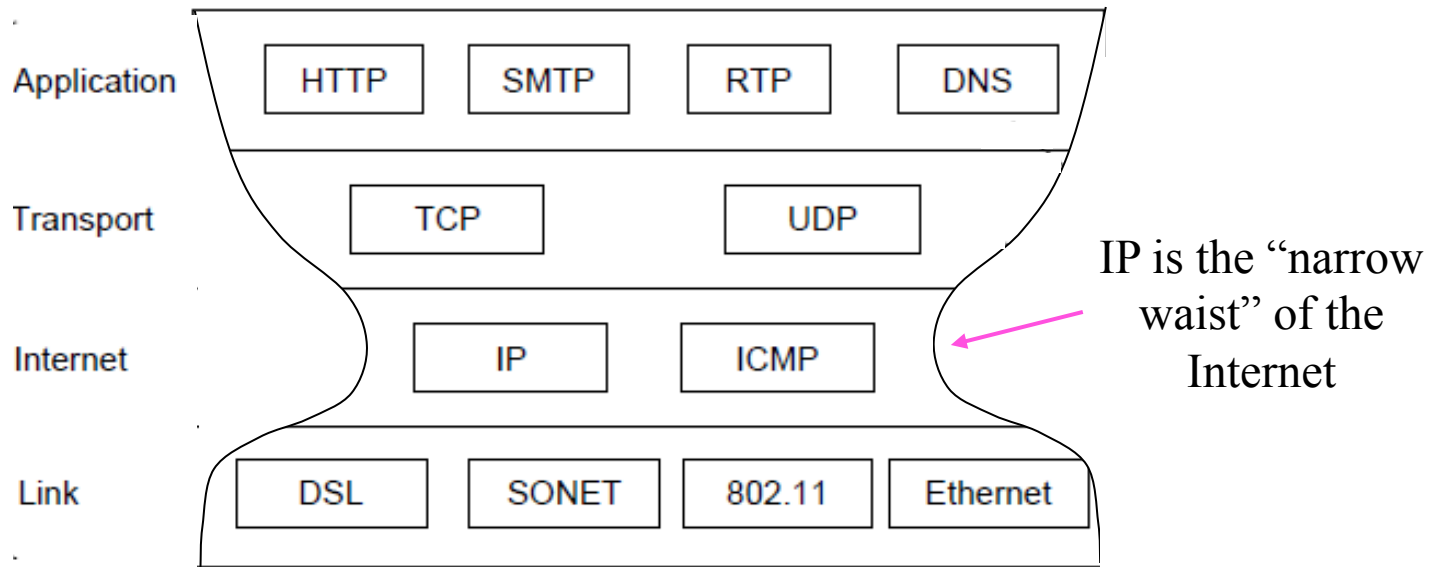 Application HTTP SMTP RTP DNS
Transport TCP UDP
IP is the “narrow
waist” of the
Internet
Internet IP ICMP
Link DSL SONET 802.11 Ethernet